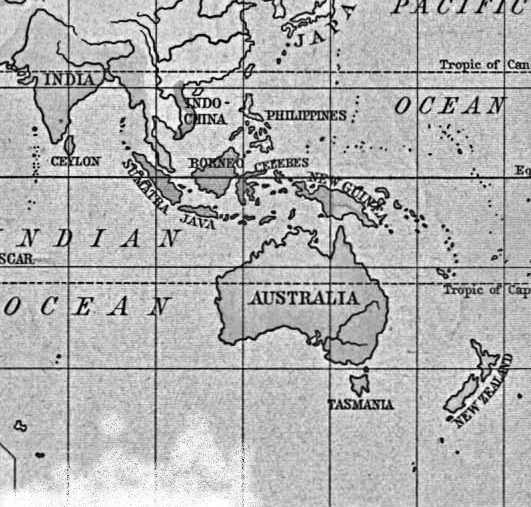 PACIFIC
JAPA
Tropic of Can
INDIA
OCEAN
INDO-
CHINA
PHILIPPINES
CEYLON
BORNEO
CELEBES
SUMATRA
NEW GUINEA
JAVA
INDIAN
SCAR
AUSTRALIA
Tropic of Cap
OCEAN
TASMANIA
NEW ZEALAND